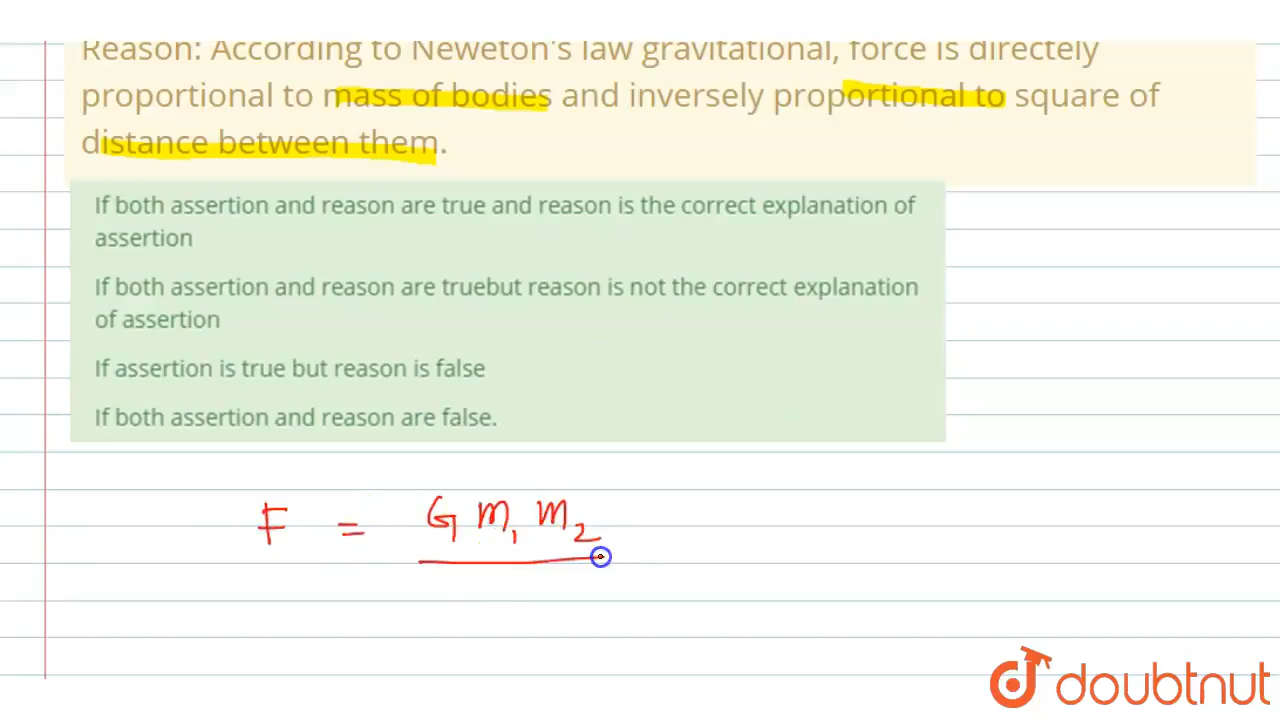 Reason: According to Neweton's law gravitational, force is directely
proportional to mass of bodies and inversely proportional to square of
distance between them.
If both assertion and reason are true and reason is the correct explanation of
assertion
If both assertion and reason are truebut reason is not the correct explanation
of assertion
If assertion is true but reason is false
If both assertion and reason are false.
F = G m₁ m₂
doubtnut